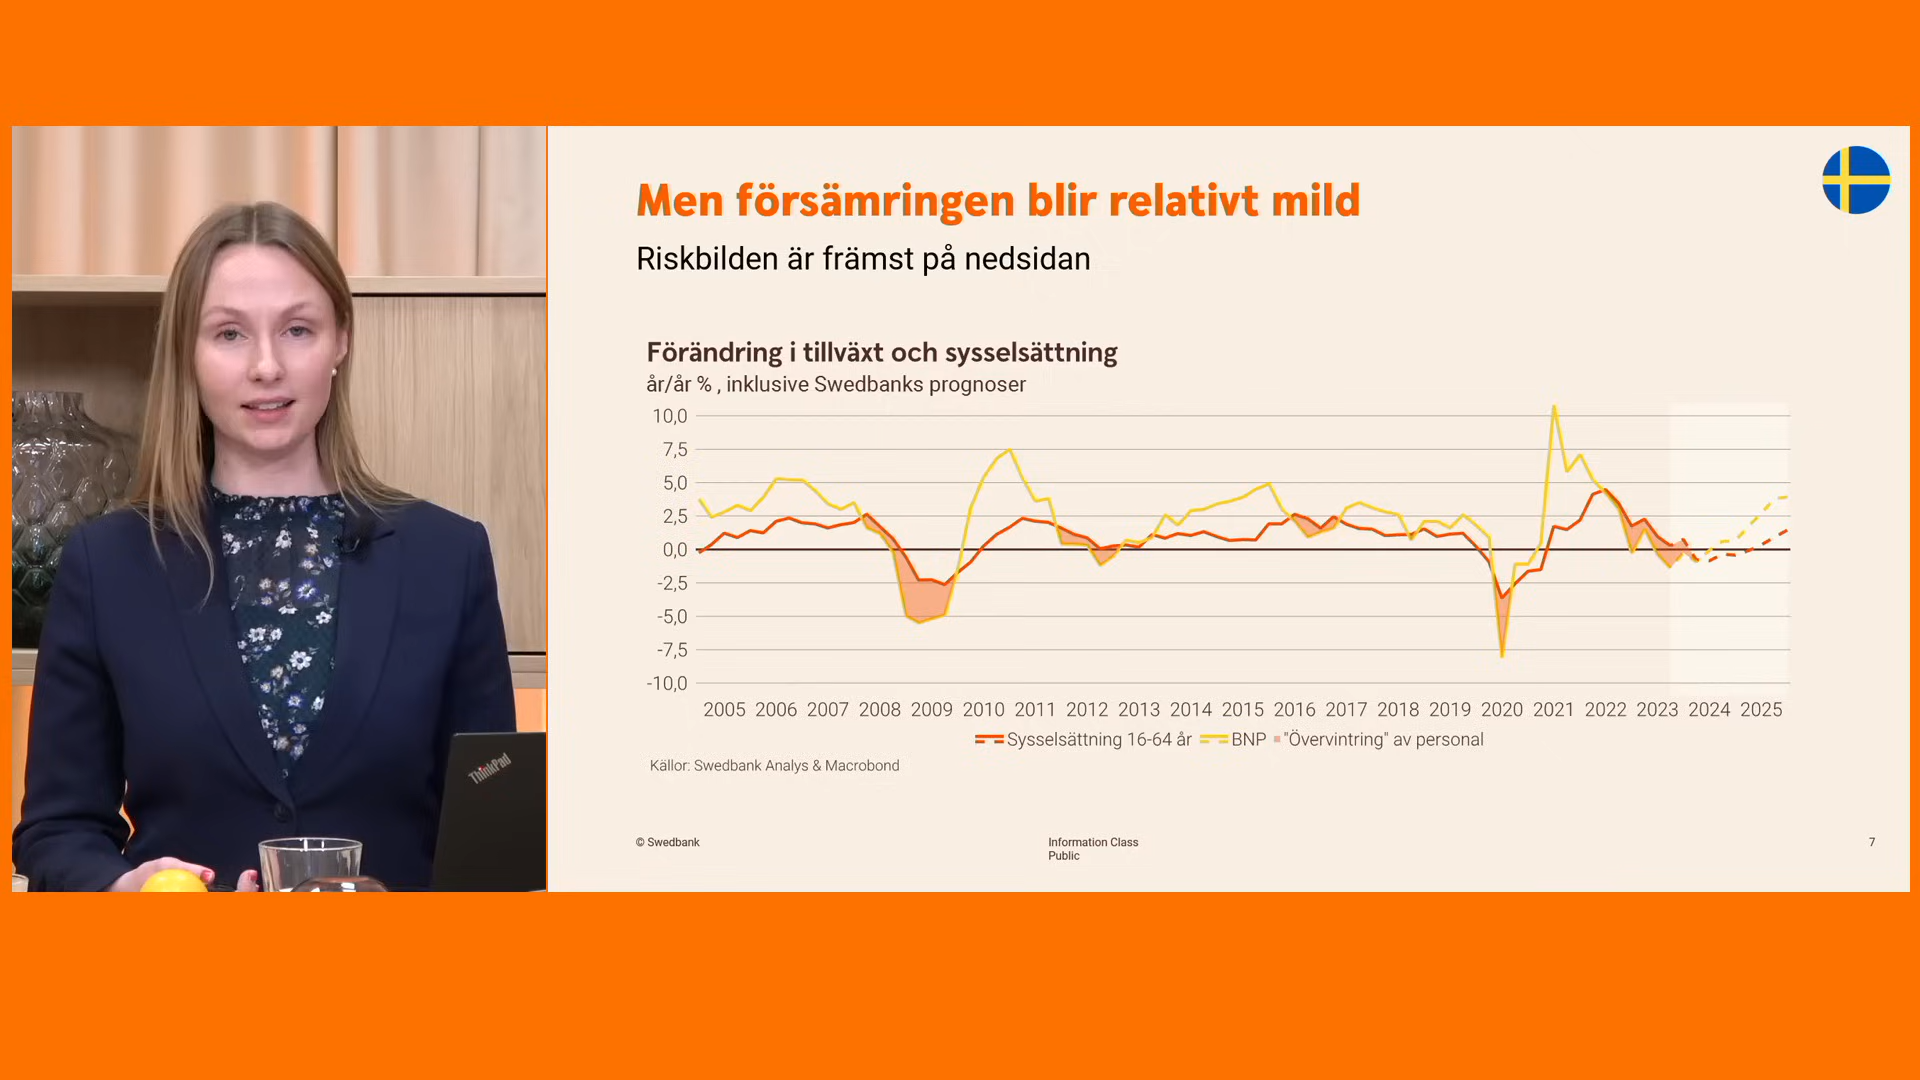 Men försämringen blir relativt mild
Riskbilden är främst på nedsidan
Förändring i tillväxt och sysselsättning
år/år % , inklusive Swedbanks prognoser
10,0
7,5
5,0
2,5
0,0
-2,5
-5,0
-7,5
-10,0
2005 2006 2007 2008 2009 2010 2011 2012 2013 2014 2015 2016 2017 2018 2019 2020 2021 2022 2023 2024 2025
Sysselsättning 16-64 år BNP "Övervintring" av personal
Källor: Swedbank Analys & Macrobond
© Swedbank
Information Class
Public
7
ThinkPad